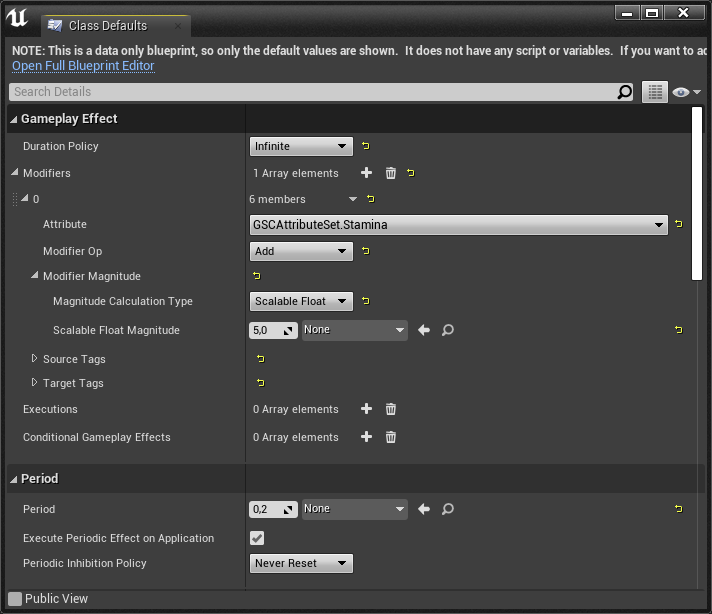 Class Defaults
NOTE: This is a data only blueprint, so only the default values are shown. It does not have any script or variables. If you want to ad
Open Full Blueprint Editor
Search Details
Gameplay Effect
Duration Policy Infinite
Modifiers 1 Array elements
0 6 members
Attribute GSCAttributeSet.Stamina
Modifier Op Add
Modifier Magnitude
Magnitude Calculation Type Scalable Float
Scalable Float Magnitude 5,0 None
Source Tags
Target Tags
Executions 0 Array elements
Conditional Gameplay Effects 0 Array elements
Period
Period 0,2 None
Execute Periodic Effect on Application
Periodic Inhibition Policy Never Reset
Public View